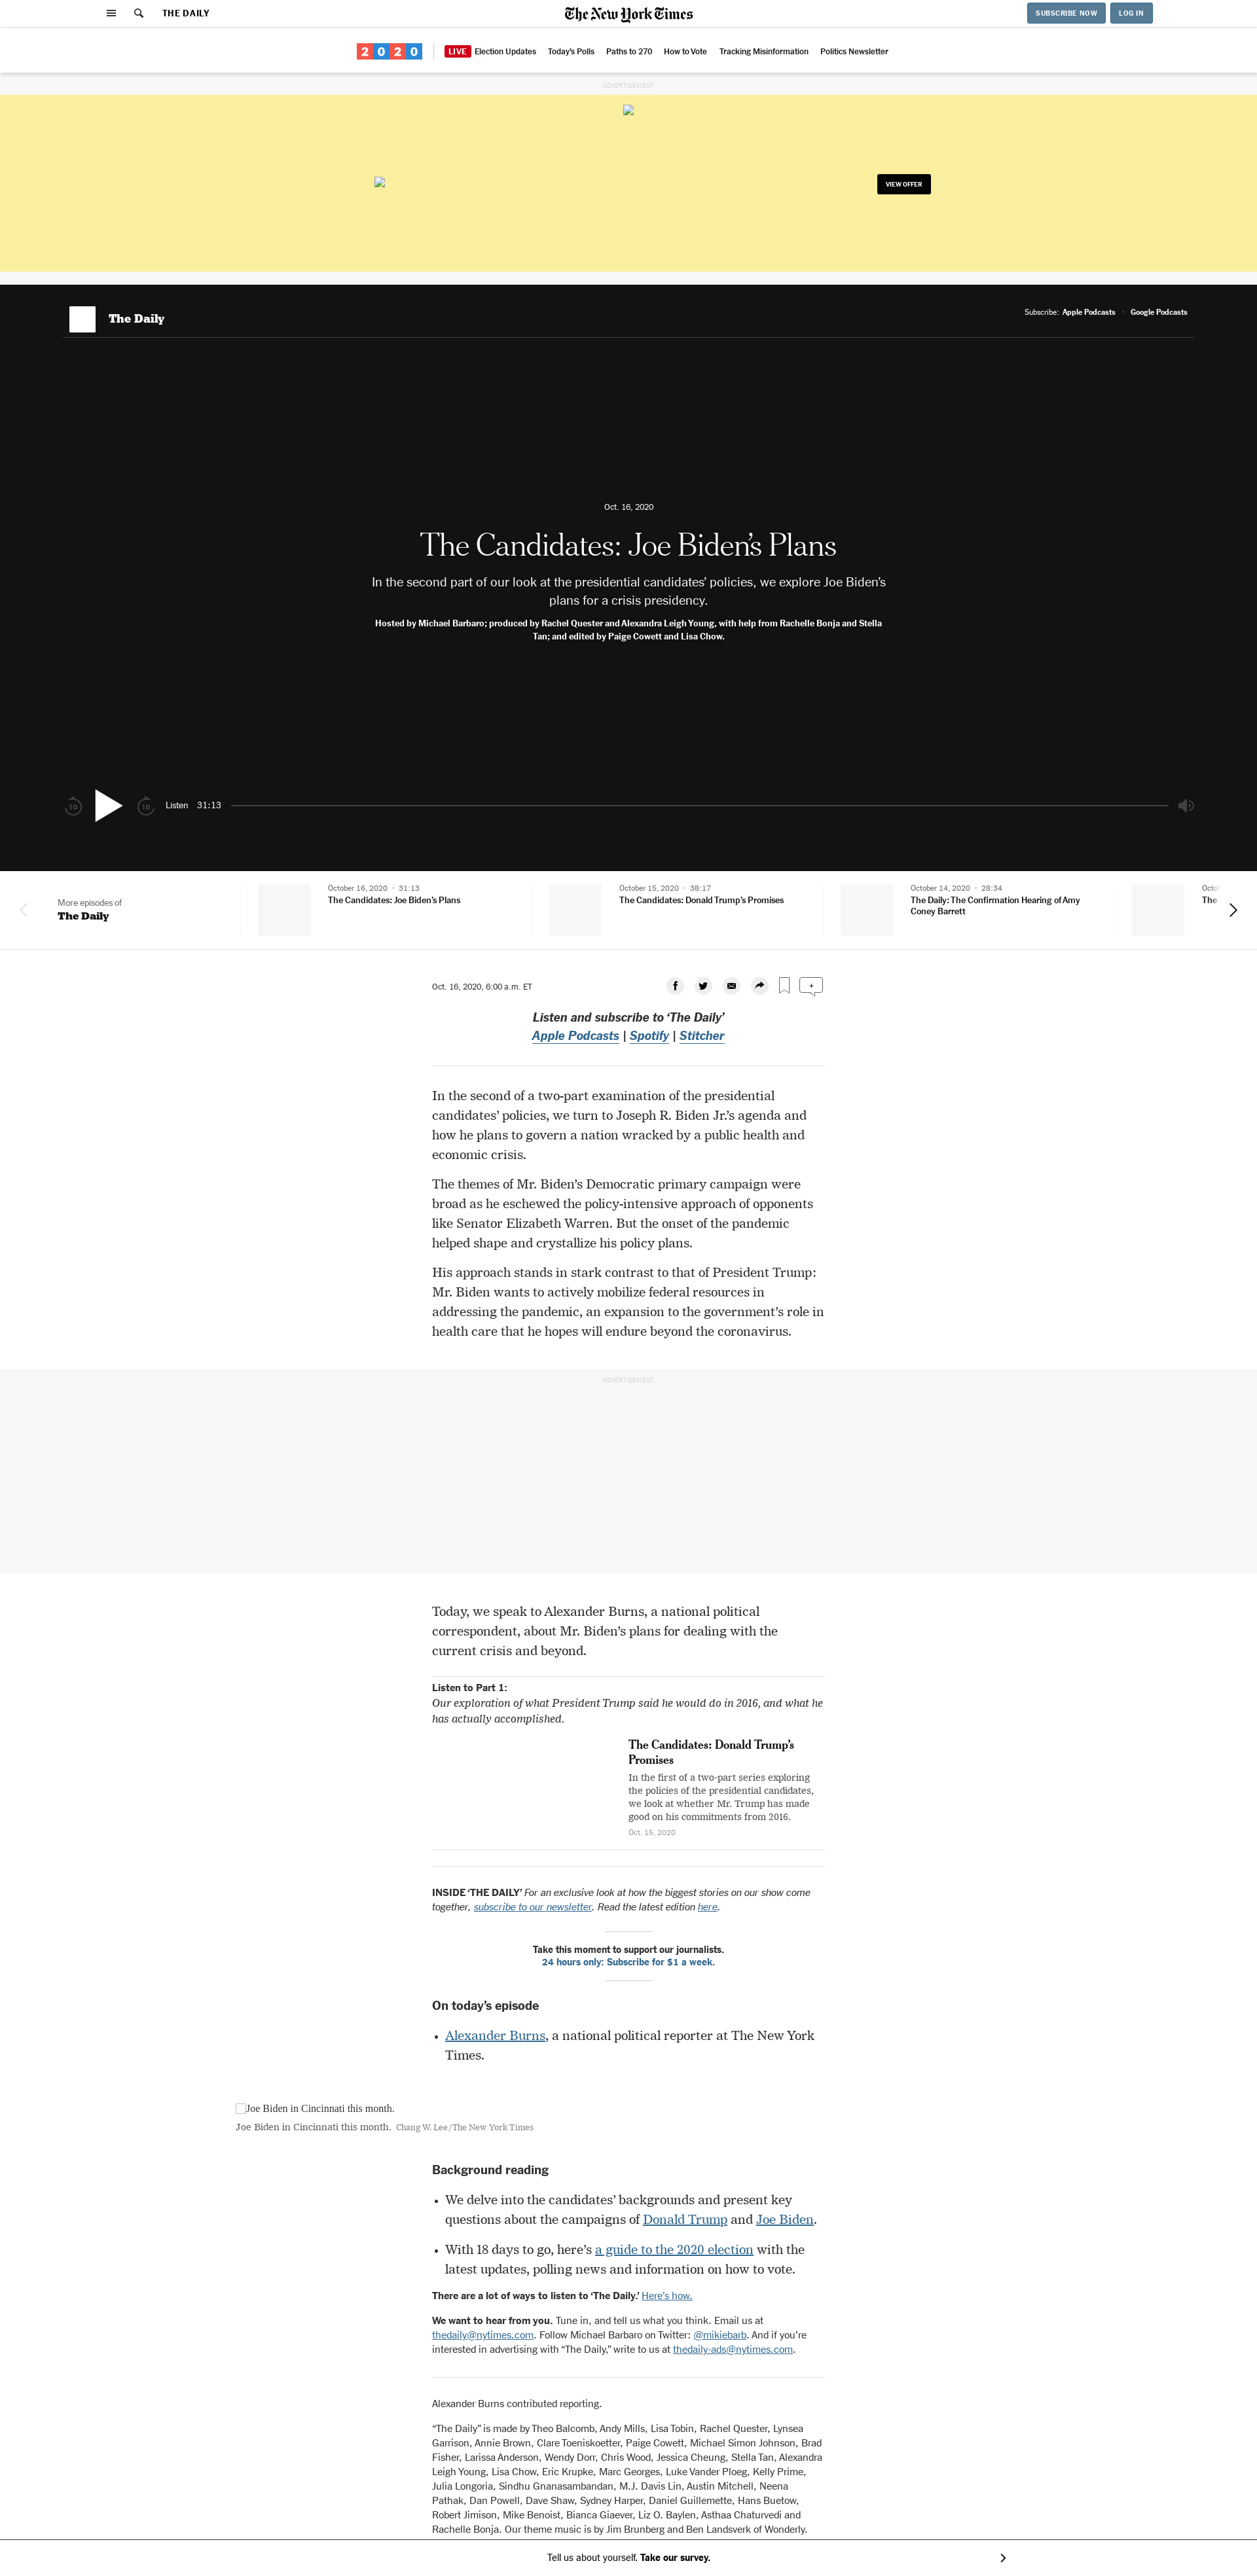 THE DAILY
The New York Times
SUBSCRIBE NOW
LOG IN
2020
LIVE Election Updates
Today's Polls
Paths to 270
How to Vote
Tracking Misinformation
Politics Newsletter
ADVERTISEMENT
VIEW OFFER
The Daily
Subscribe: Apple Podcasts
Google Podcasts
Oct. 16, 2020
The Candidates: Joe Biden’s Plans
In the second part of our look at the presidential candidates’ policies, we explore Joe Biden’s
plans for a crisis presidency.
Hosted by Michael Barbaro; produced by Rachel Quester and Alexandra Leigh Young, with help from Rachelle Bonja and Stella
Tan; and edited by Paige Cowett and Lisa Chow.
10
10
Listen 31:13
More episodes of
The Daily
October 16, 2020 • 31:13
The Candidates: Joe Biden’s Plans
October 15, 2020 • 38:17
The Candidates: Donald Trump’s Promises
October 14, 2020 • 28:34
The Daily: The Confirmation Hearing of Amy
Coney Barrett
The
Oct. 16, 2020, 6:00 a.m. ET
+
Listen and subscribe to ‘The Daily’
Apple Podcasts | Spotify | Stitcher
In the second of a two-part examination of the presidential
candidates’ policies, we turn to Joseph R. Biden Jr.’s agenda and
how he plans to govern a nation wracked by a public health and
economic crisis.
The themes of Mr. Biden’s Democratic primary campaign were
broad as he eschewed the policy-intensive approach of opponents
like Senator Elizabeth Warren. But the onset of the pandemic
helped shape and crystallize his policy plans.
His approach stands in stark contrast to that of President Trump:
Mr. Biden wants to actively mobilize federal resources in
addressing the pandemic, an expansion to the government’s role in
health care that he hopes will endure beyond the coronavirus.
ADVERTISEMENT
Today, we speak to Alexander Burns, a national political
correspondent, about Mr. Biden’s plans for dealing with the
current crisis and beyond.
Listen to Part 1:
Our exploration of what President Trump said he would do in 2016, and what he
has actually accomplished.
The Candidates: Donald Trump’s
Promises
In the first of a two-part series exploring
the policies of the presidential candidates,
we look at whether Mr. Trump has made
good on his commitments from 2016.
Oct. 15, 2020
INSIDE ‘THE DAILY’ For an exclusive look at how the biggest stories on our show come
together, subscribe to our newsletter. Read the latest edition here.
Take this moment to support our journalists.
24 hours only: Subscribe for $1 a week.
On today’s episode
• Alexander Burns, a national political reporter at The New York
Times.
Joe Biden in Cincinnati this month.
Joe Biden in Cincinnati this month. Chang W. Lee/The New York Times
Background reading
• We delve into the candidates’ backgrounds and present key
questions about the campaigns of Donald Trump and Joe Biden.
• With 18 days to go, here’s a guide to the 2020 election with the
latest updates, polling news and information on how to vote.
There are a lot of ways to listen to ‘The Daily.’ Here’s how.
We want to hear from you. Tune in, and tell us what you think. Email us at
thedaily@nytimes.com. Follow Michael Barbaro on Twitter: @mikiebarb. And if you’re
interested in advertising with “The Daily,” write to us at thedaily-ads@nytimes.com.
Alexander Burns contributed reporting.
“The Daily” is made by Theo Balcomb, Andy Mills, Lisa Tobin, Rachel Quester, Lynsea
Garrison, Annie Brown, Clare Toeniskoetter, Paige Cowett, Michael Simon Johnson, Brad
Fisher, Larissa Anderson, Wendy Dorr, Chris Wood, Jessica Cheung, Stella Tan, Alexandra
Leigh Young, Lisa Chow, Eric Krupke, Marc Georges, Luke Vander Ploeg, Kelly Prime,
Julia Longoria, Sindhu Gnanasambandan, M.J. Davis Lin, Austin Mitchell, Neena
Pathak, Dan Powell, Dave Shaw, Sydney Harper, Daniel Guillemette, Hans Buetow,
Robert Jimison, Mike Benoist, Bianca Giaever, Liz O. Baylen, Asthaa Chaturvedi and
Rachelle Bonja. Our theme music is by Jim Brunberg and Ben Landsverk of Wonderly.
Tell us about yourself. Take our survey.